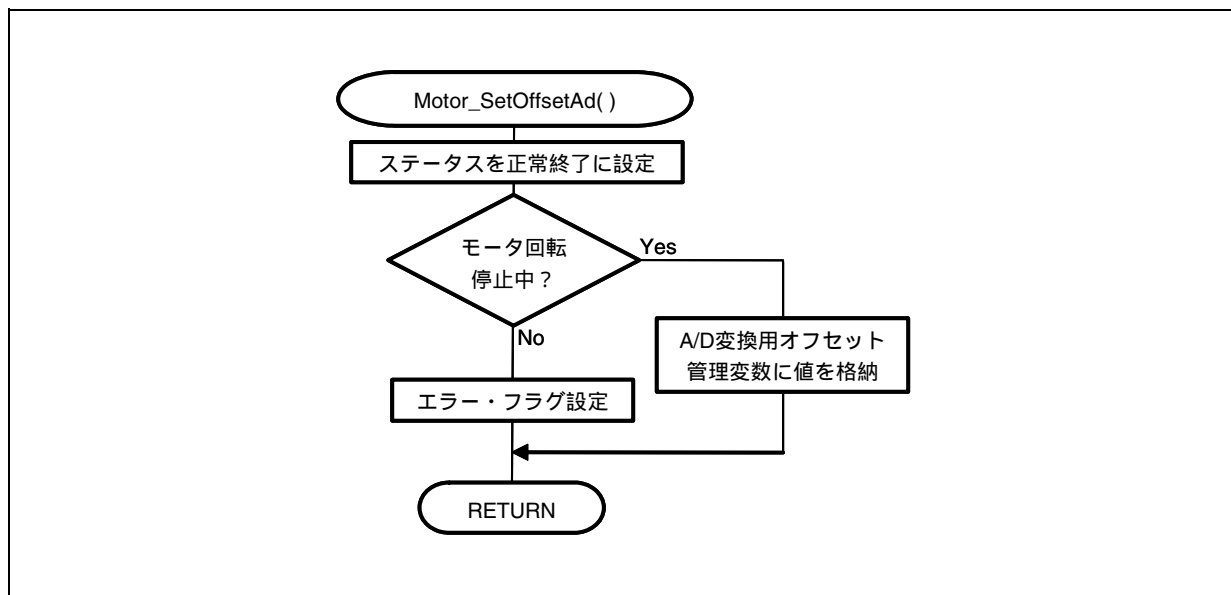 Motor_SetOffsetAd( )
ステータスを正常終了に設定
モータ回転
停止中？
Yes
No
A/D変換用オフセット
管理変数に値を格納
エラー・フラグ設定
RETURN